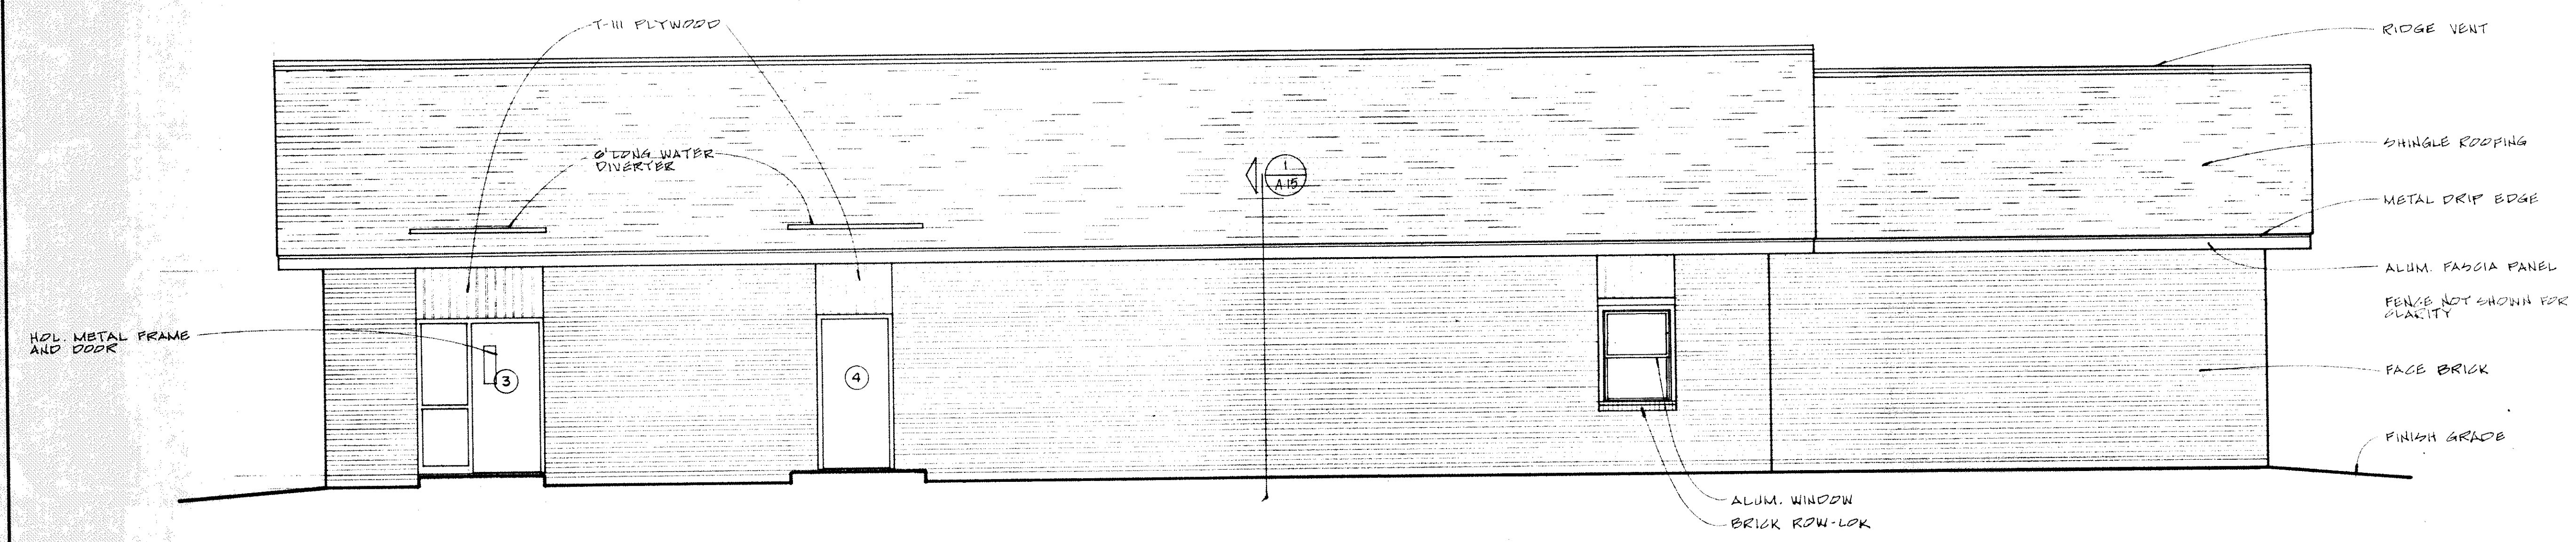 T-111 PLYWOOD
RIDGE VENT
6' LONG WATER
DIVERTER
SHINGLE ROOFING
1
A15
METAL DRIP EDGE
ALUM. FASCIA PANEL
FENCE NOT SHOWN FOR
CLARITY
HOL. METAL FRAME
AND DOOR
3
4
FACE BRICK
FINISH GRADE
ALUM. WINDOW
BRICK ROW-LOK